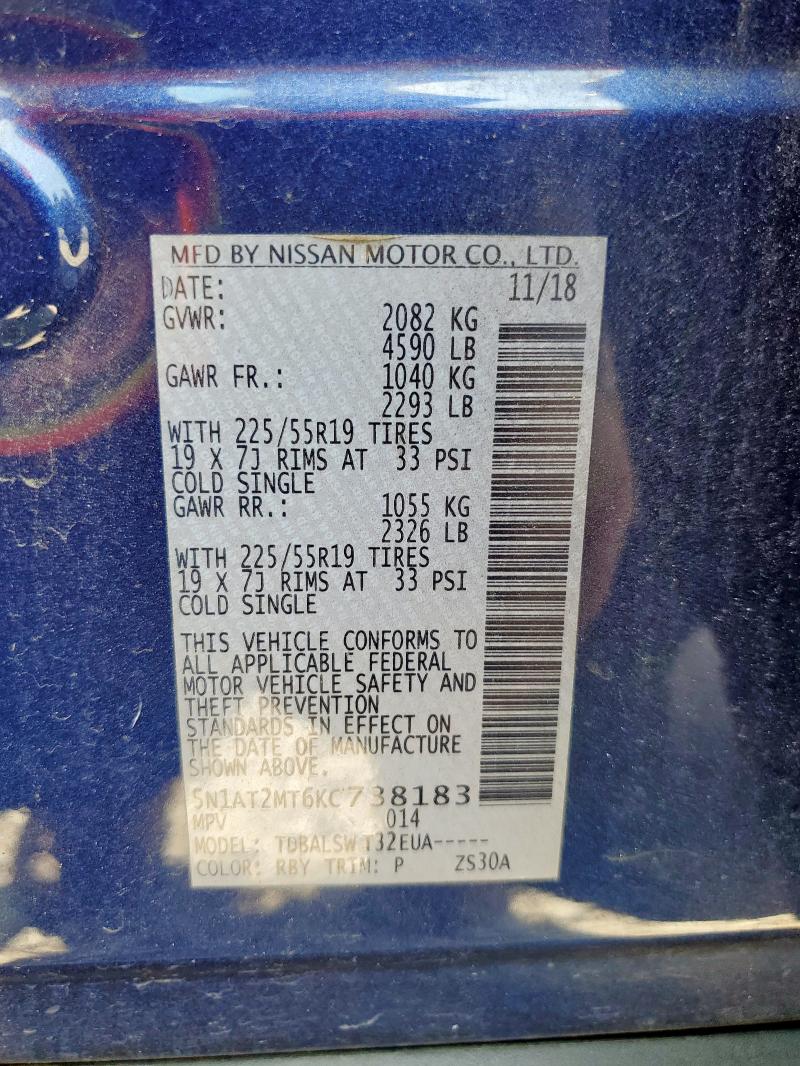 MFD BY NISSAN MOTOR CO., LTD.
DATE: 11/18
GVWR: 2082 KG
4590 LB
GAWR FR.: 1040 KG
2293 LB
WITH 225/55R19 TIRES
19 X 7J RIMS AT 33 PSI
COLD SINGLE
GAWR RR.: 1055 KG
2326 LB
WITH 225/55R19 TIRES
19 X 7J RIMS AT 33 PSI
COLD SINGLE
THIS VEHICLE CONFORMS TO
ALL APPLICABLE FEDERAL
MOTOR VEHICLE SAFETY AND
THEFT PREVENTION
STANDARDS IN EFFECT ON
THE DATE OF MANUFACTURE
SHOWN ABOVE.
5N1AT2MT6KC738183
MPV 014
MODEL: TDBALSW T32EUA-----
COLOR: RBY TRIM: P ZS30A